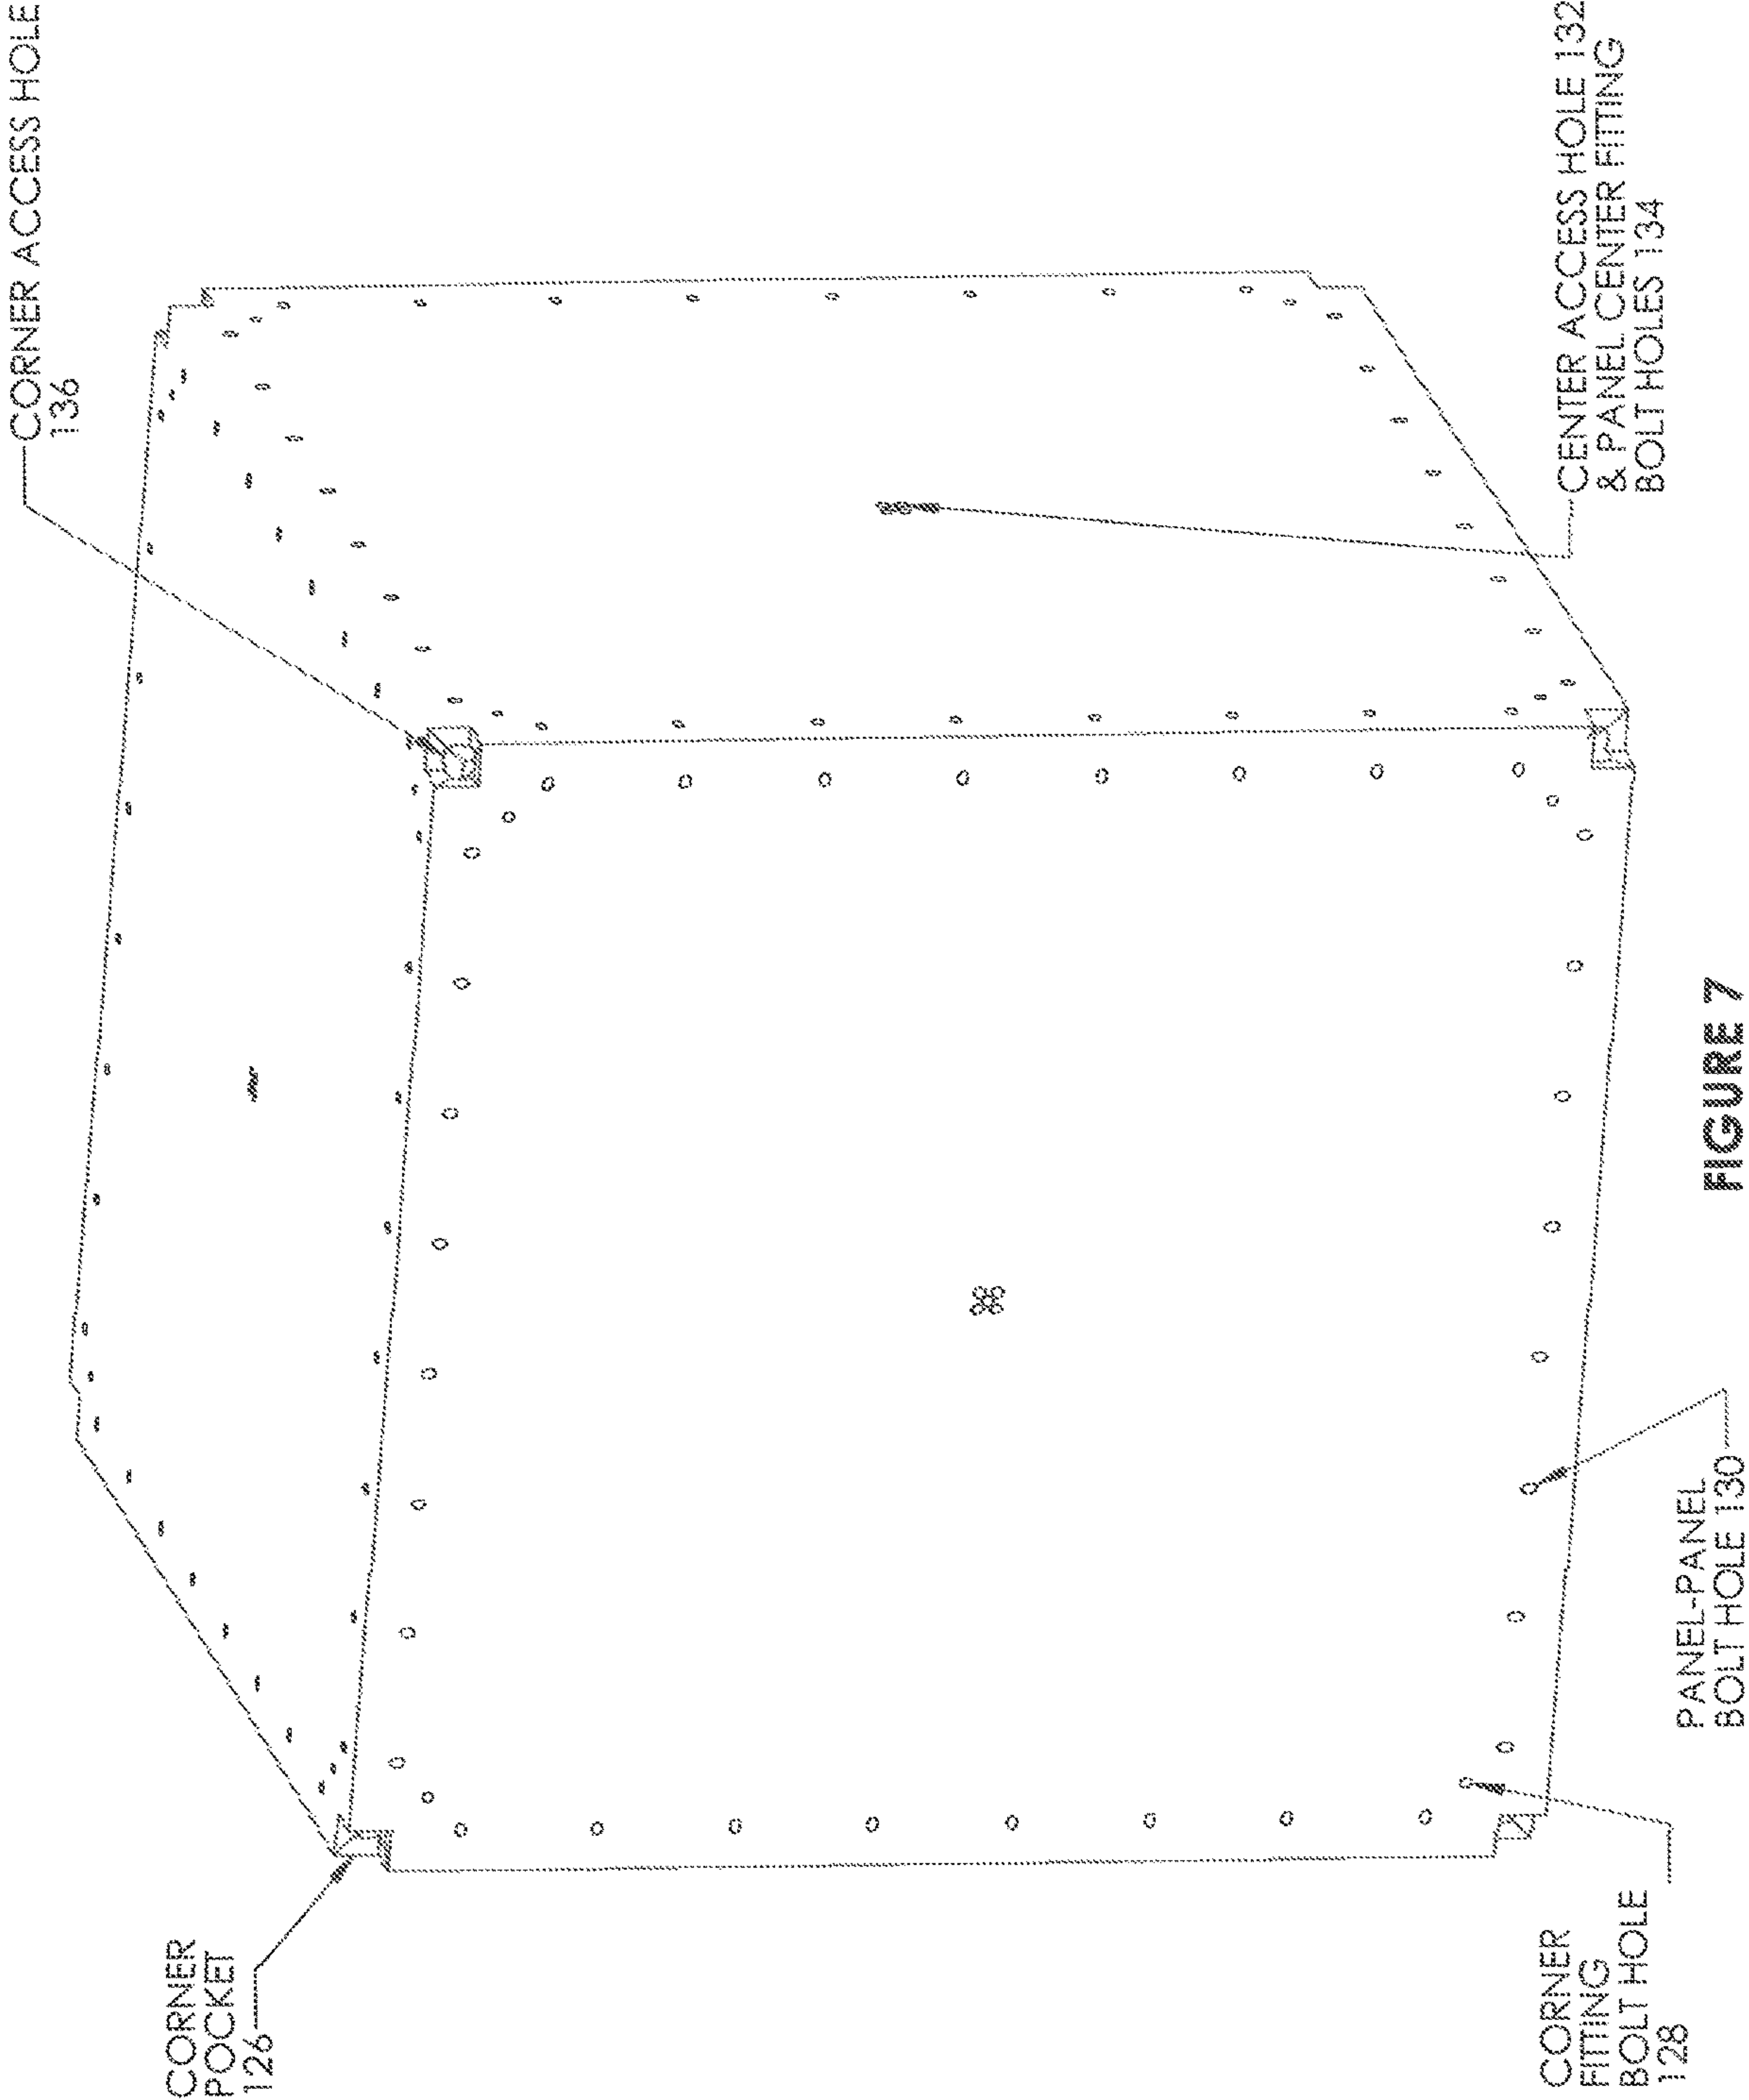 CORNER ACCESS HOLE
136
CORNER
POCKET
126
CENTER ACCESS HOLE 132
& PANEL CENTER FITTING
BOLT HOLES 134
CORNER
FITTING
BOLT HOLE
128
PANEL-PANEL
BOLT HOLE 130
FIGURE 7